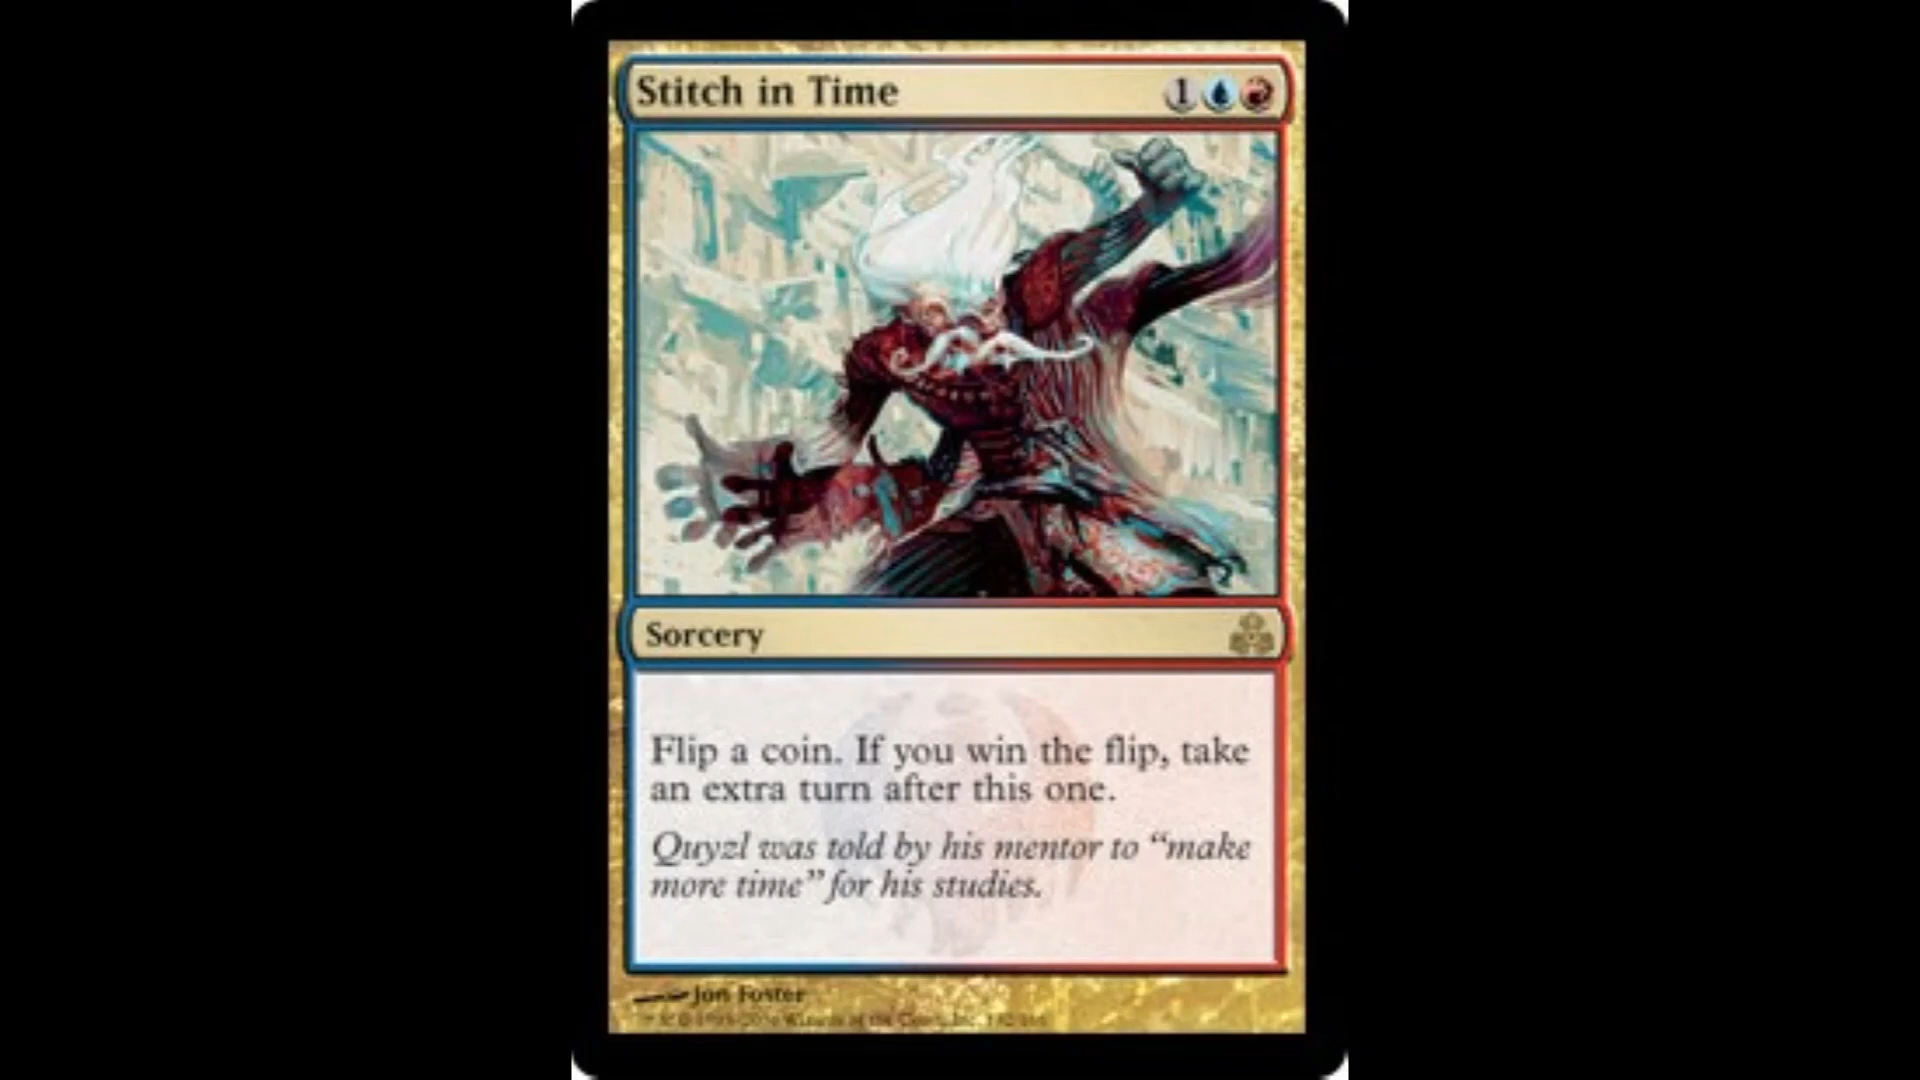 Stitch in Time 1
Sorcery
Flip a coin. If you win the flip, take
an extra turn after this one.
Quyzl was told by his mentor to “make
more time” for his studies.
Jon Foster